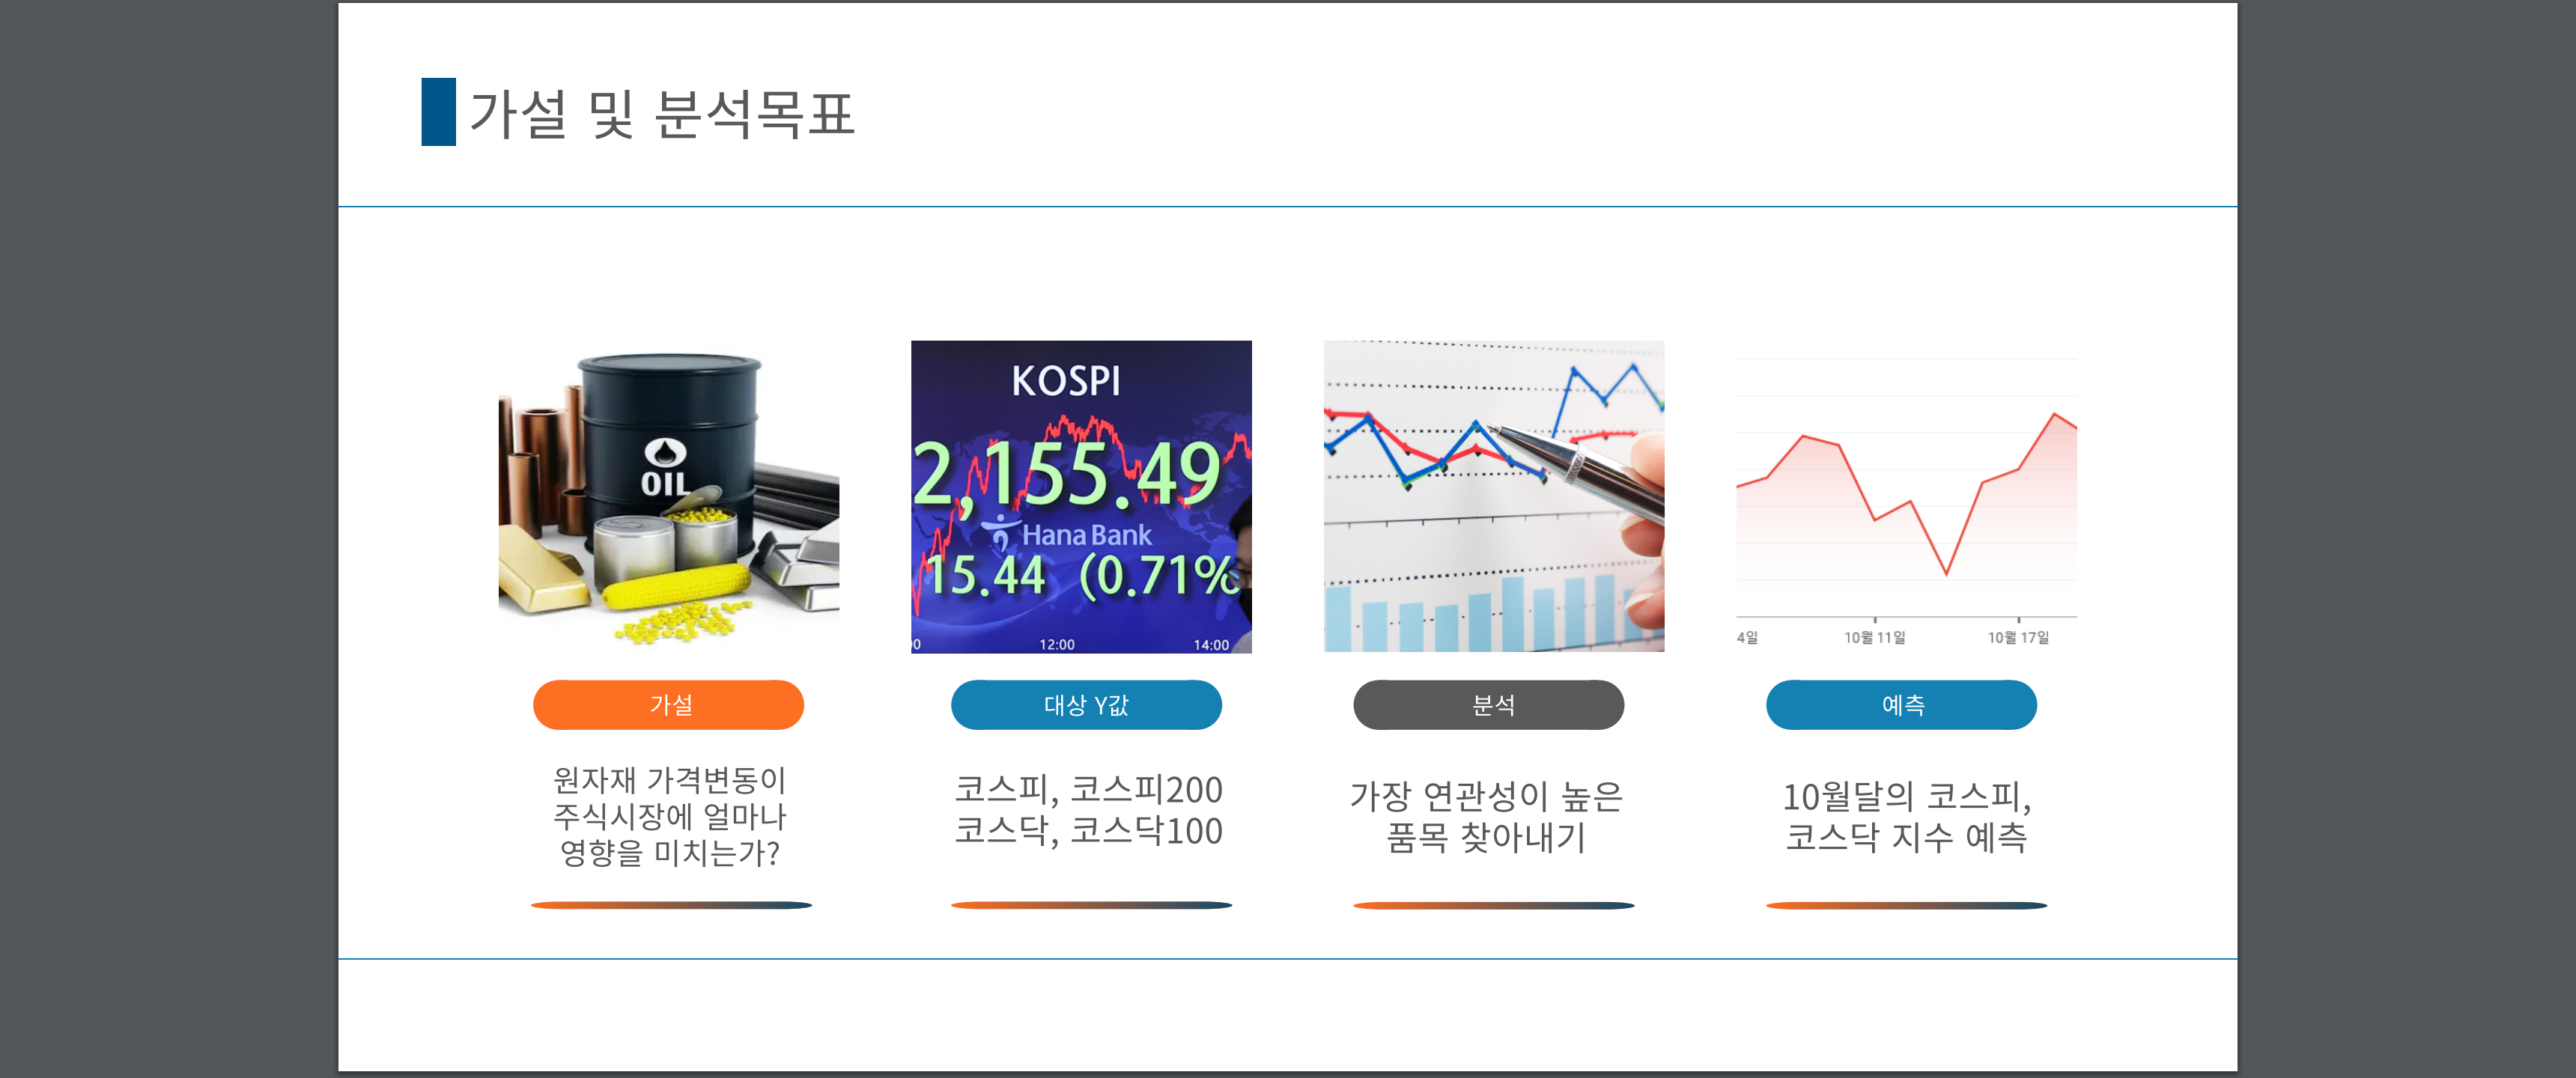 가설 및 분석목표
OIL
KOSPI
2,155.49
Hana Bank
15.44 (0.71%
12:00 14:00
4일 10월 11일 10월 17일
가설
대상 Y값
분석
예측
원자재 가격변동이
주식시장에 얼마나
영향을 미치는가?
코스피, 코스피200
코스닥, 코스닥100
가장 연관성이 높은
품목 찾아내기
10월달의 코스피,
코스닥 지수 예측